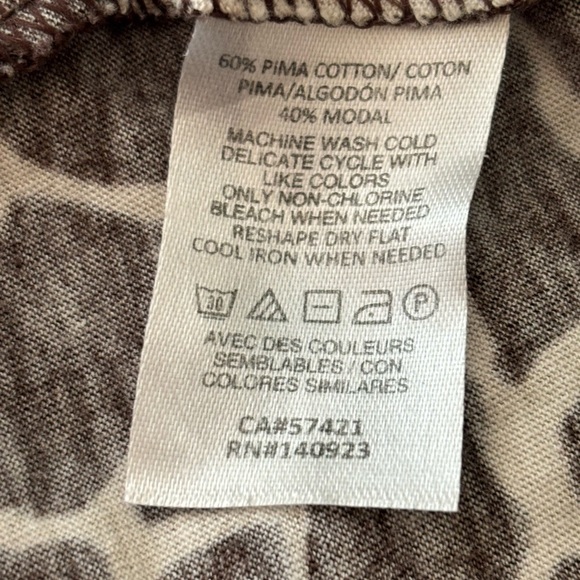 60% PIMA COTTON/ COTON
PIMA/ALGODÓN PIMA
40% MODAL
MACHINE WASH COLD
DELICATE CYCLE WITH
LIKE COLORS
ONLY NON-CHLORINE
BLEACH WHEN NEEDED
RESHAPE DRY FLAT
COOL IRON WHEN NEEDED
30 P
AVEC DES COULEURS
SEMBLABLES / CON
COLORES SIMILARES
CA#57421
RN#140923